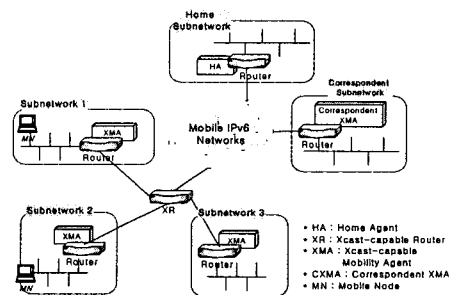 Home
Subnetwork
HA
Router
Correspondent
Subnetwork
Correspondent
XMA
Router
Subnetwork 1
MN
XMA
Router
Mobile IPv6
Networks
XR
Subnetwork 2
XMA
Router
MN
Subnetwork 3
XMA
Router
• HA : Home Agent
• XR : Xcast-capable Router
• XMA : Xcast-capable
Mobility Agent
• CXMA : Correspondent XMA
• MN : Mobile Node